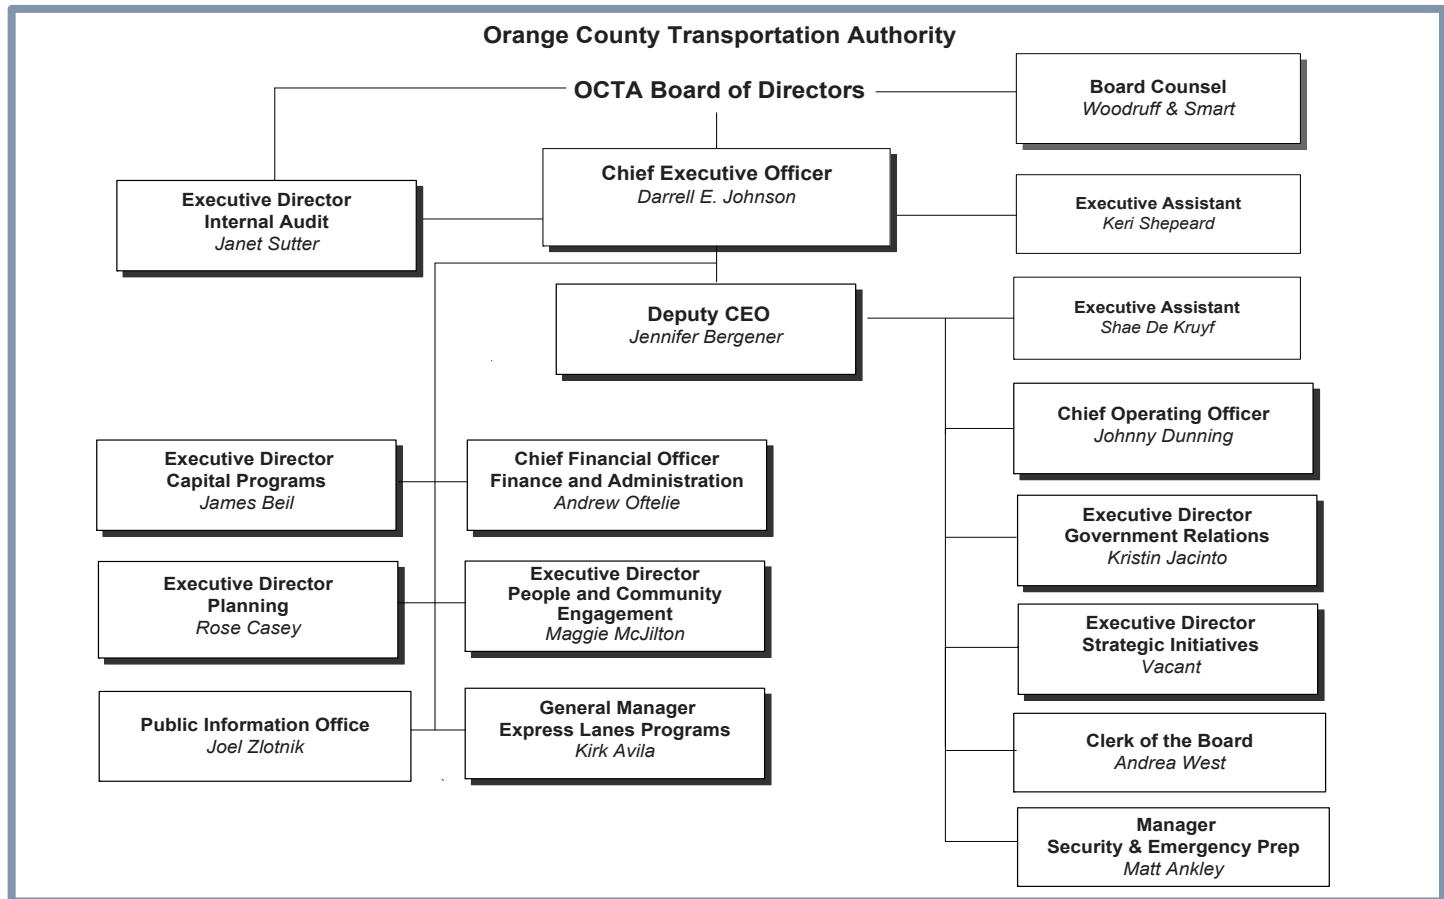 Orange County Transportation Authority
OCTA Board of Directors
Board Counsel
Woodruff & Smart
Chief Executive Officer
Darrell E. Johnson
Executive Director
Internal Audit
Janet Sutter
Executive Assistant
Keri Shepeard
Deputy CEO
Jennifer Bergener
Executive Assistant
Shae De Kruyf
Chief Operating Officer
Johnny Dunning
Executive Director
Capital Programs
James Beil
Chief Financial Officer
Finance and Administration
Andrew Oftelie
Executive Director
Government Relations
Kristin Jacinto
Executive Director
Planning
Rose Casey
Executive Director
People and Community
Engagement
Maggie McJilton
Executive Director
Strategic Initiatives
Vacant
Public Information Office
Joel Zlotnik
General Manager
Express Lanes Programs
Kirk Avila
Clerk of the Board
Andrea West
Manager
Security & Emergency Prep
Matt Ankley